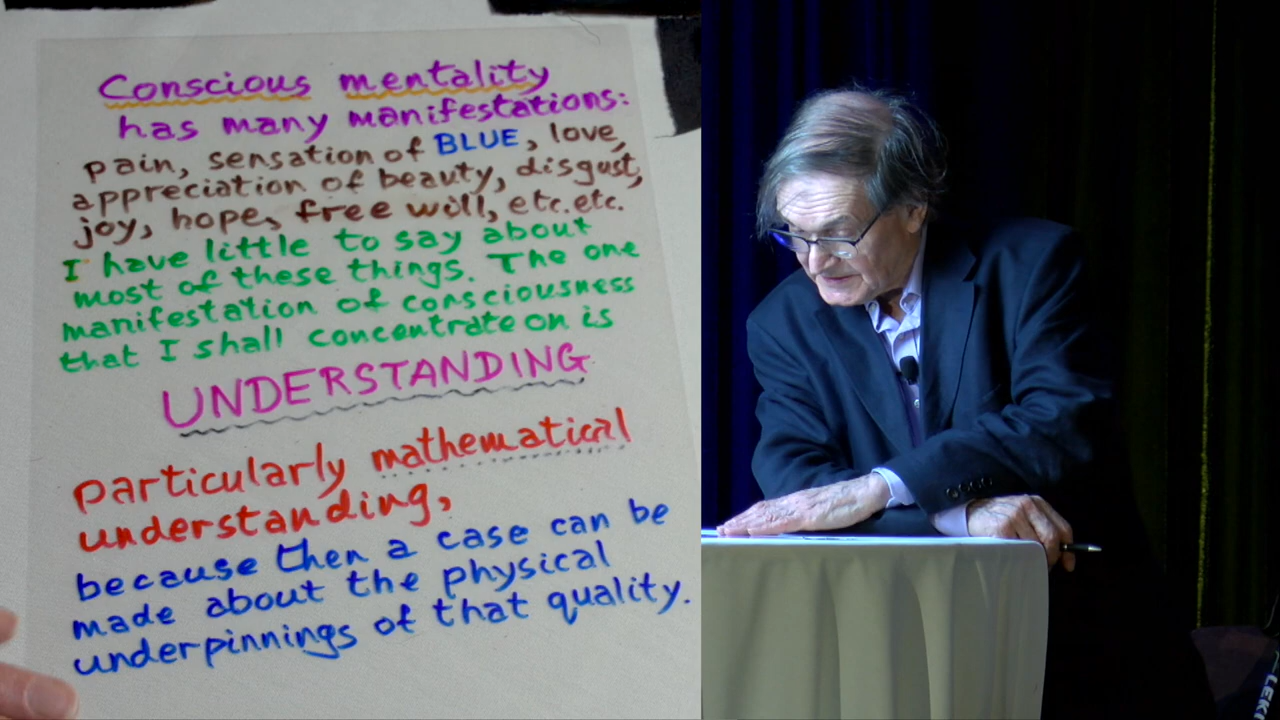 Conscious mentality
has many manifestations:
pain, sensation of BLUE, love,
appreciation of beauty, disgust,
joy, hope, free will, etc.etc.
I have little to say about
most of these things. The one
manifestation of consciousness
that I shall concentrate on is
UNDERSTANDING
particularly mathematical
understanding,
because then a case can be
made about the physical
underpinnings of that quality.